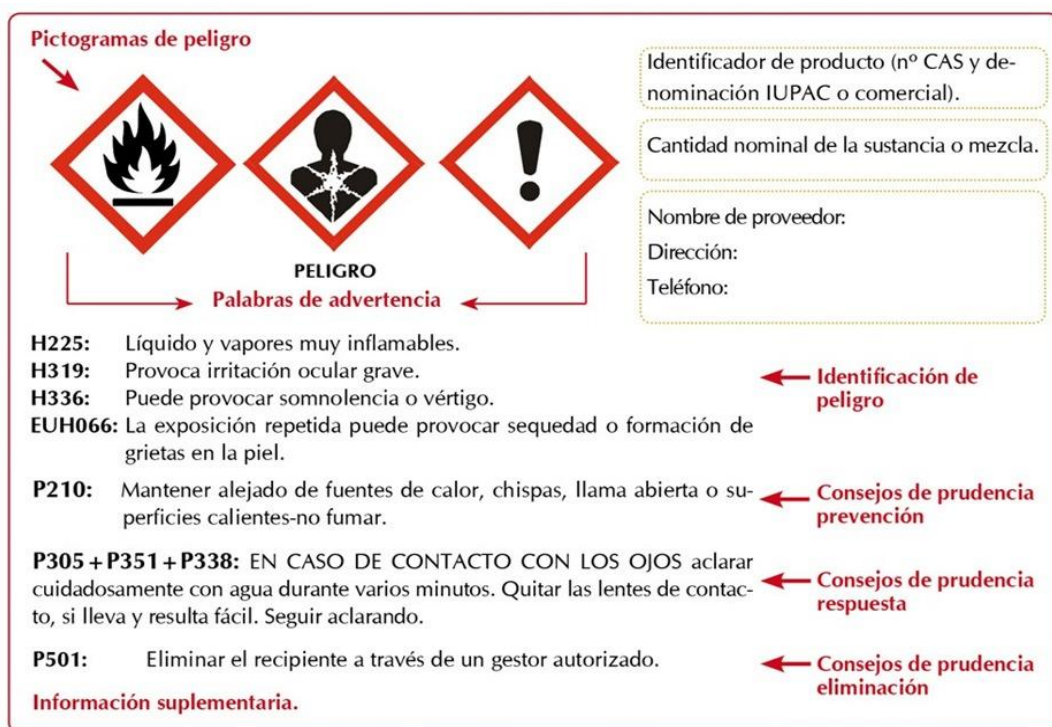 Pictogramas de peligro
PELIGRO
Palabras de advertencia
Identificador de producto (nº CAS y de-
nominación IUPAC o comercial).
Cantidad nominal de la sustancia o mezcla.
Nombre de proveedor:
Dirección:
Teléfono:
H225: Líquido y vapores muy inflamables.
H319: Provoca irritación ocular grave.
H336: Puede provocar somnolencia o vértigo.
EUH066: La exposición repetida puede provocar sequedad o formación de
grietas en la piel.
Identificación de
peligro
P210: Mantener alejado de fuentes de calor, chispas, llama abierta o su-
perficies calientes-no fumar.
Consejos de prudencia
prevención
P305+P351+P338: EN CASO DE CONTACTO CON LOS OJOS aclarar
cuidadosamente con agua durante varios minutos. Quitar las lentes de contac-
to, si lleva y resulta fácil. Seguir aclarando.
Consejos de prudencia
respuesta
P501: Eliminar el recipiente a través de un gestor autorizado.
Consejos de prudencia
eliminación
Información suplementaria.